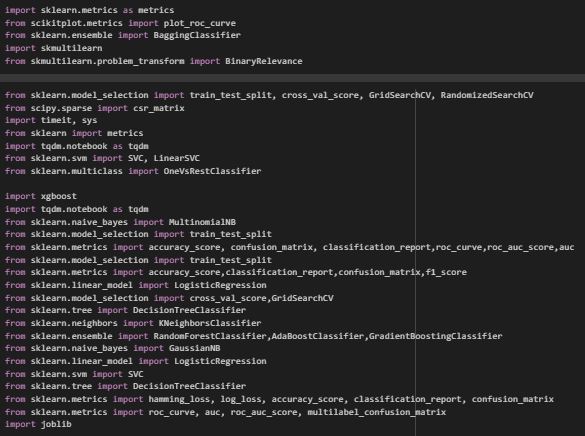 import sklearn.metrics as metrics
from scikitplot.metrics import plot_roc_curve
from sklearn.ensemble import BaggingClassifier
import skmultilearn
from skmultilearn.problem_transform import BinaryRelevance
from sklearn.model_selection import train_test_split, cross_val_score, GridSearchCV, RandomizedSearchCV
from scipy.sparse import csr_matrix
import timeit, sys
from sklearn import metrics
import tqdm.notebook as tqdm
from sklearn.svm import SVC, LinearSVC
from sklearn.multiclass import OneVsRestClassifier
import xgboost
import tqdm.notebook as tqdm
from sklearn.naive_bayes import MultinomialNB
from sklearn.model_selection import train_test_split
from sklearn.metrics import accuracy_score, confusion_matrix, classification_report,roc_curve,roc_auc_score,auc
from sklearn.model_selection import train_test_split
from sklearn.metrics import accuracy_score,classification_report,confusion_matrix,f1_score
from sklearn.linear_model import LogisticRegression
from sklearn.model_selection import cross_val_score,GridSearchCV
from sklearn.tree import DecisionTreeClassifier
from sklearn.neighbors import KNeighborsClassifier
from sklearn.ensemble import RandomForestClassifier,AdaBoostClassifier,GradientBoostingClassifier
from sklearn.naive_bayes import GaussianNB
from sklearn.linear_model import LogisticRegression
from sklearn.svm import SVC
from sklearn.tree import DecisionTreeClassifier
from sklearn.metrics import hamming_loss, log_loss, accuracy_score, classification_report, confusion_matrix
from sklearn.metrics import roc_curve, auc, roc_auc_score, multilabel_confusion_matrix
import joblib